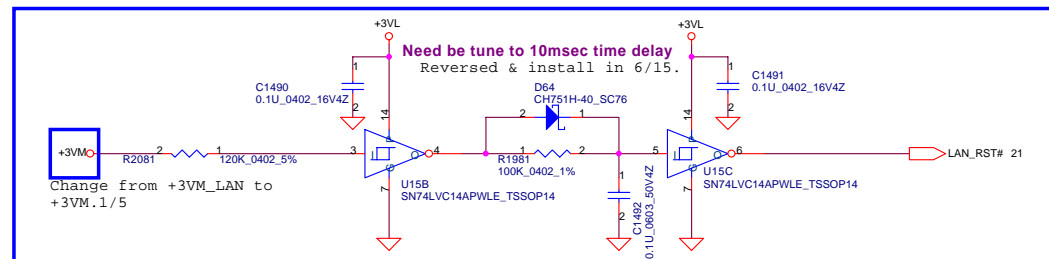 +3VL
+3VL
Need be tune to 10msec time delay
Reversed & install in 6/15.
1
C1490
0.1U_0402_16V4Z
2
14
D64
CH751H-40_SC76
2
1
1
C1491
0.1U_0402_16V4Z
2
14
+3VM
2
R2081
1
120K_0402_5%
3
P
I
O
G
4
1
R1981
2
100K_0402_1%
5
P
I
O
G
6
LAN_RST# 21
Change from +3VM_LAN to
+3VM.1/5
7
U15B
SN74LVC14APWLE_TSSOP14
1
2
C1492
0.1U_0603_50V4Z
7
U15C
SN74LVC14APWLE_TSSOP14